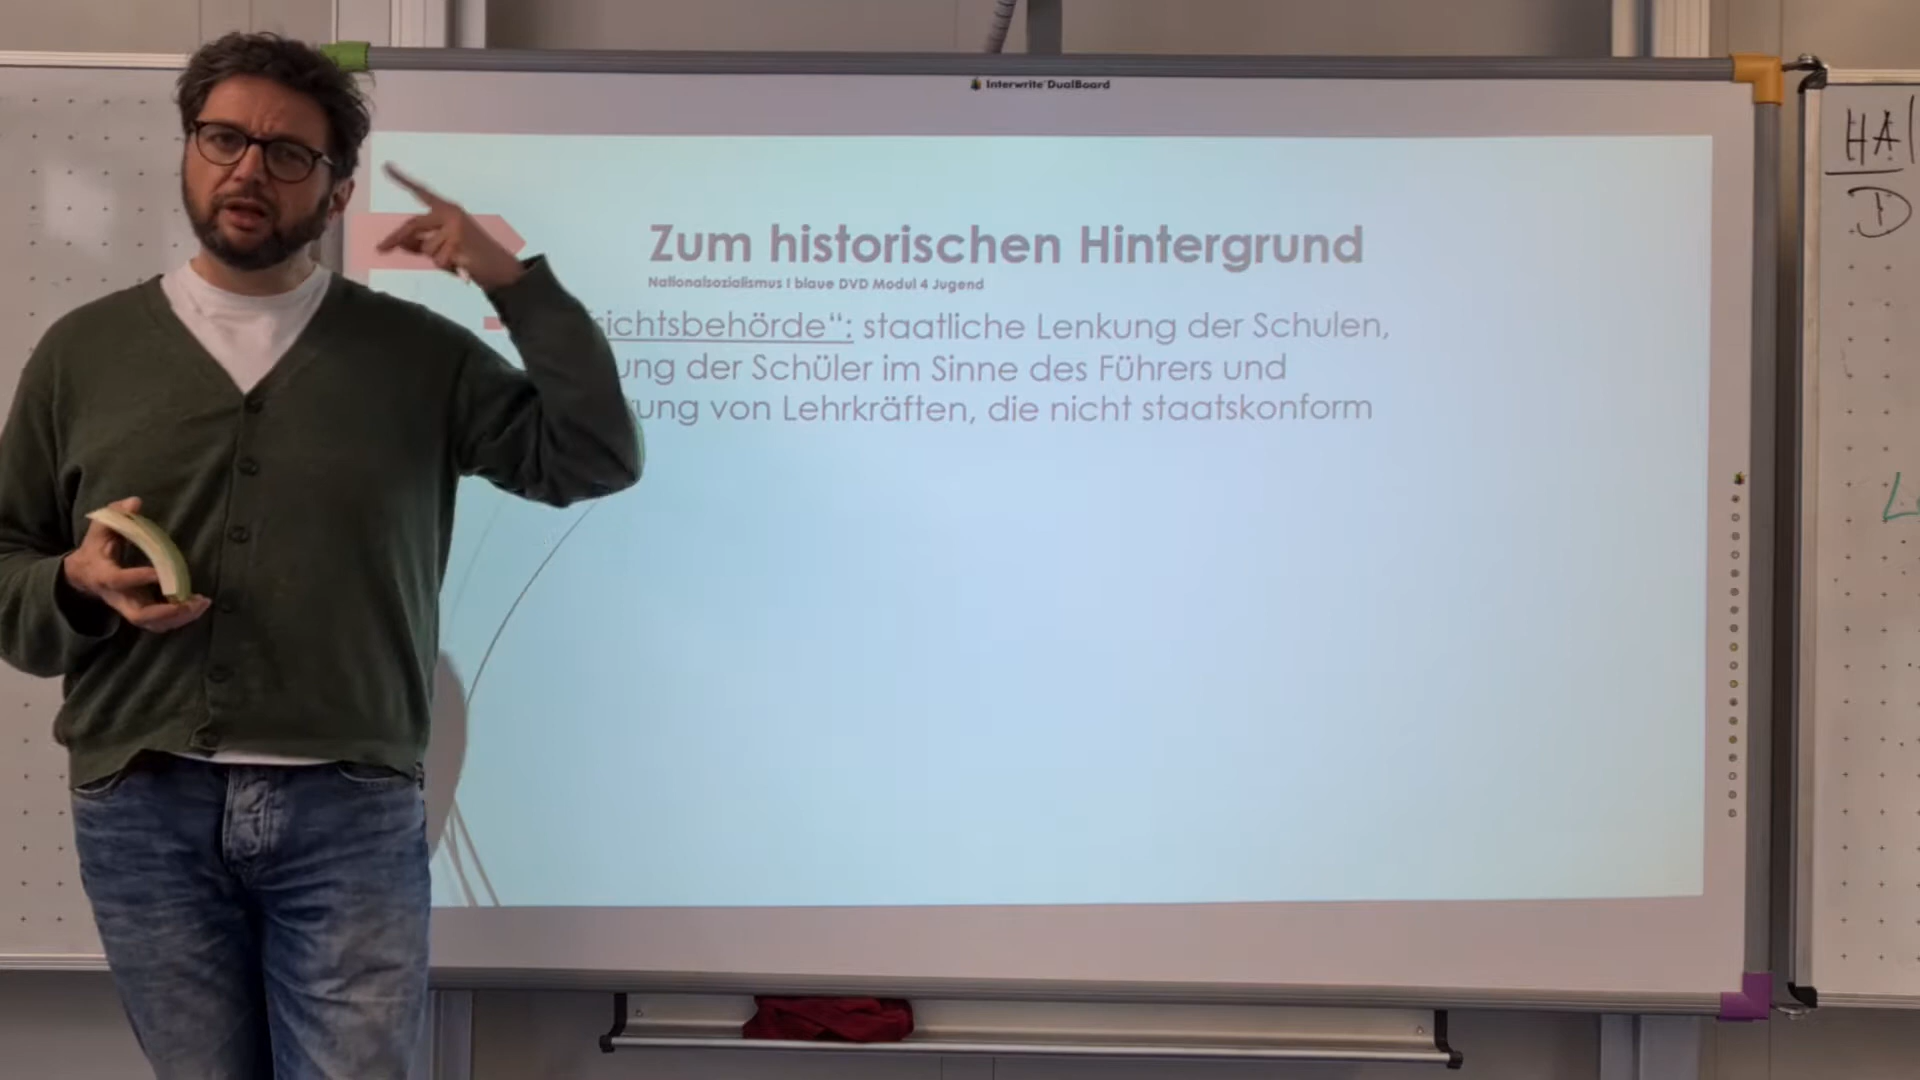 Interwrite DualBoard
Zum historischen Hintergrund
Nationalsozialismus I blaue DVD Modul 4 Jugend
sichtsbehörde“: staatliche Lenkung der Schulen,
ung der Schüler im Sinne des Führers und
ung von Lehrkräften, die nicht staatskonform
HA
D